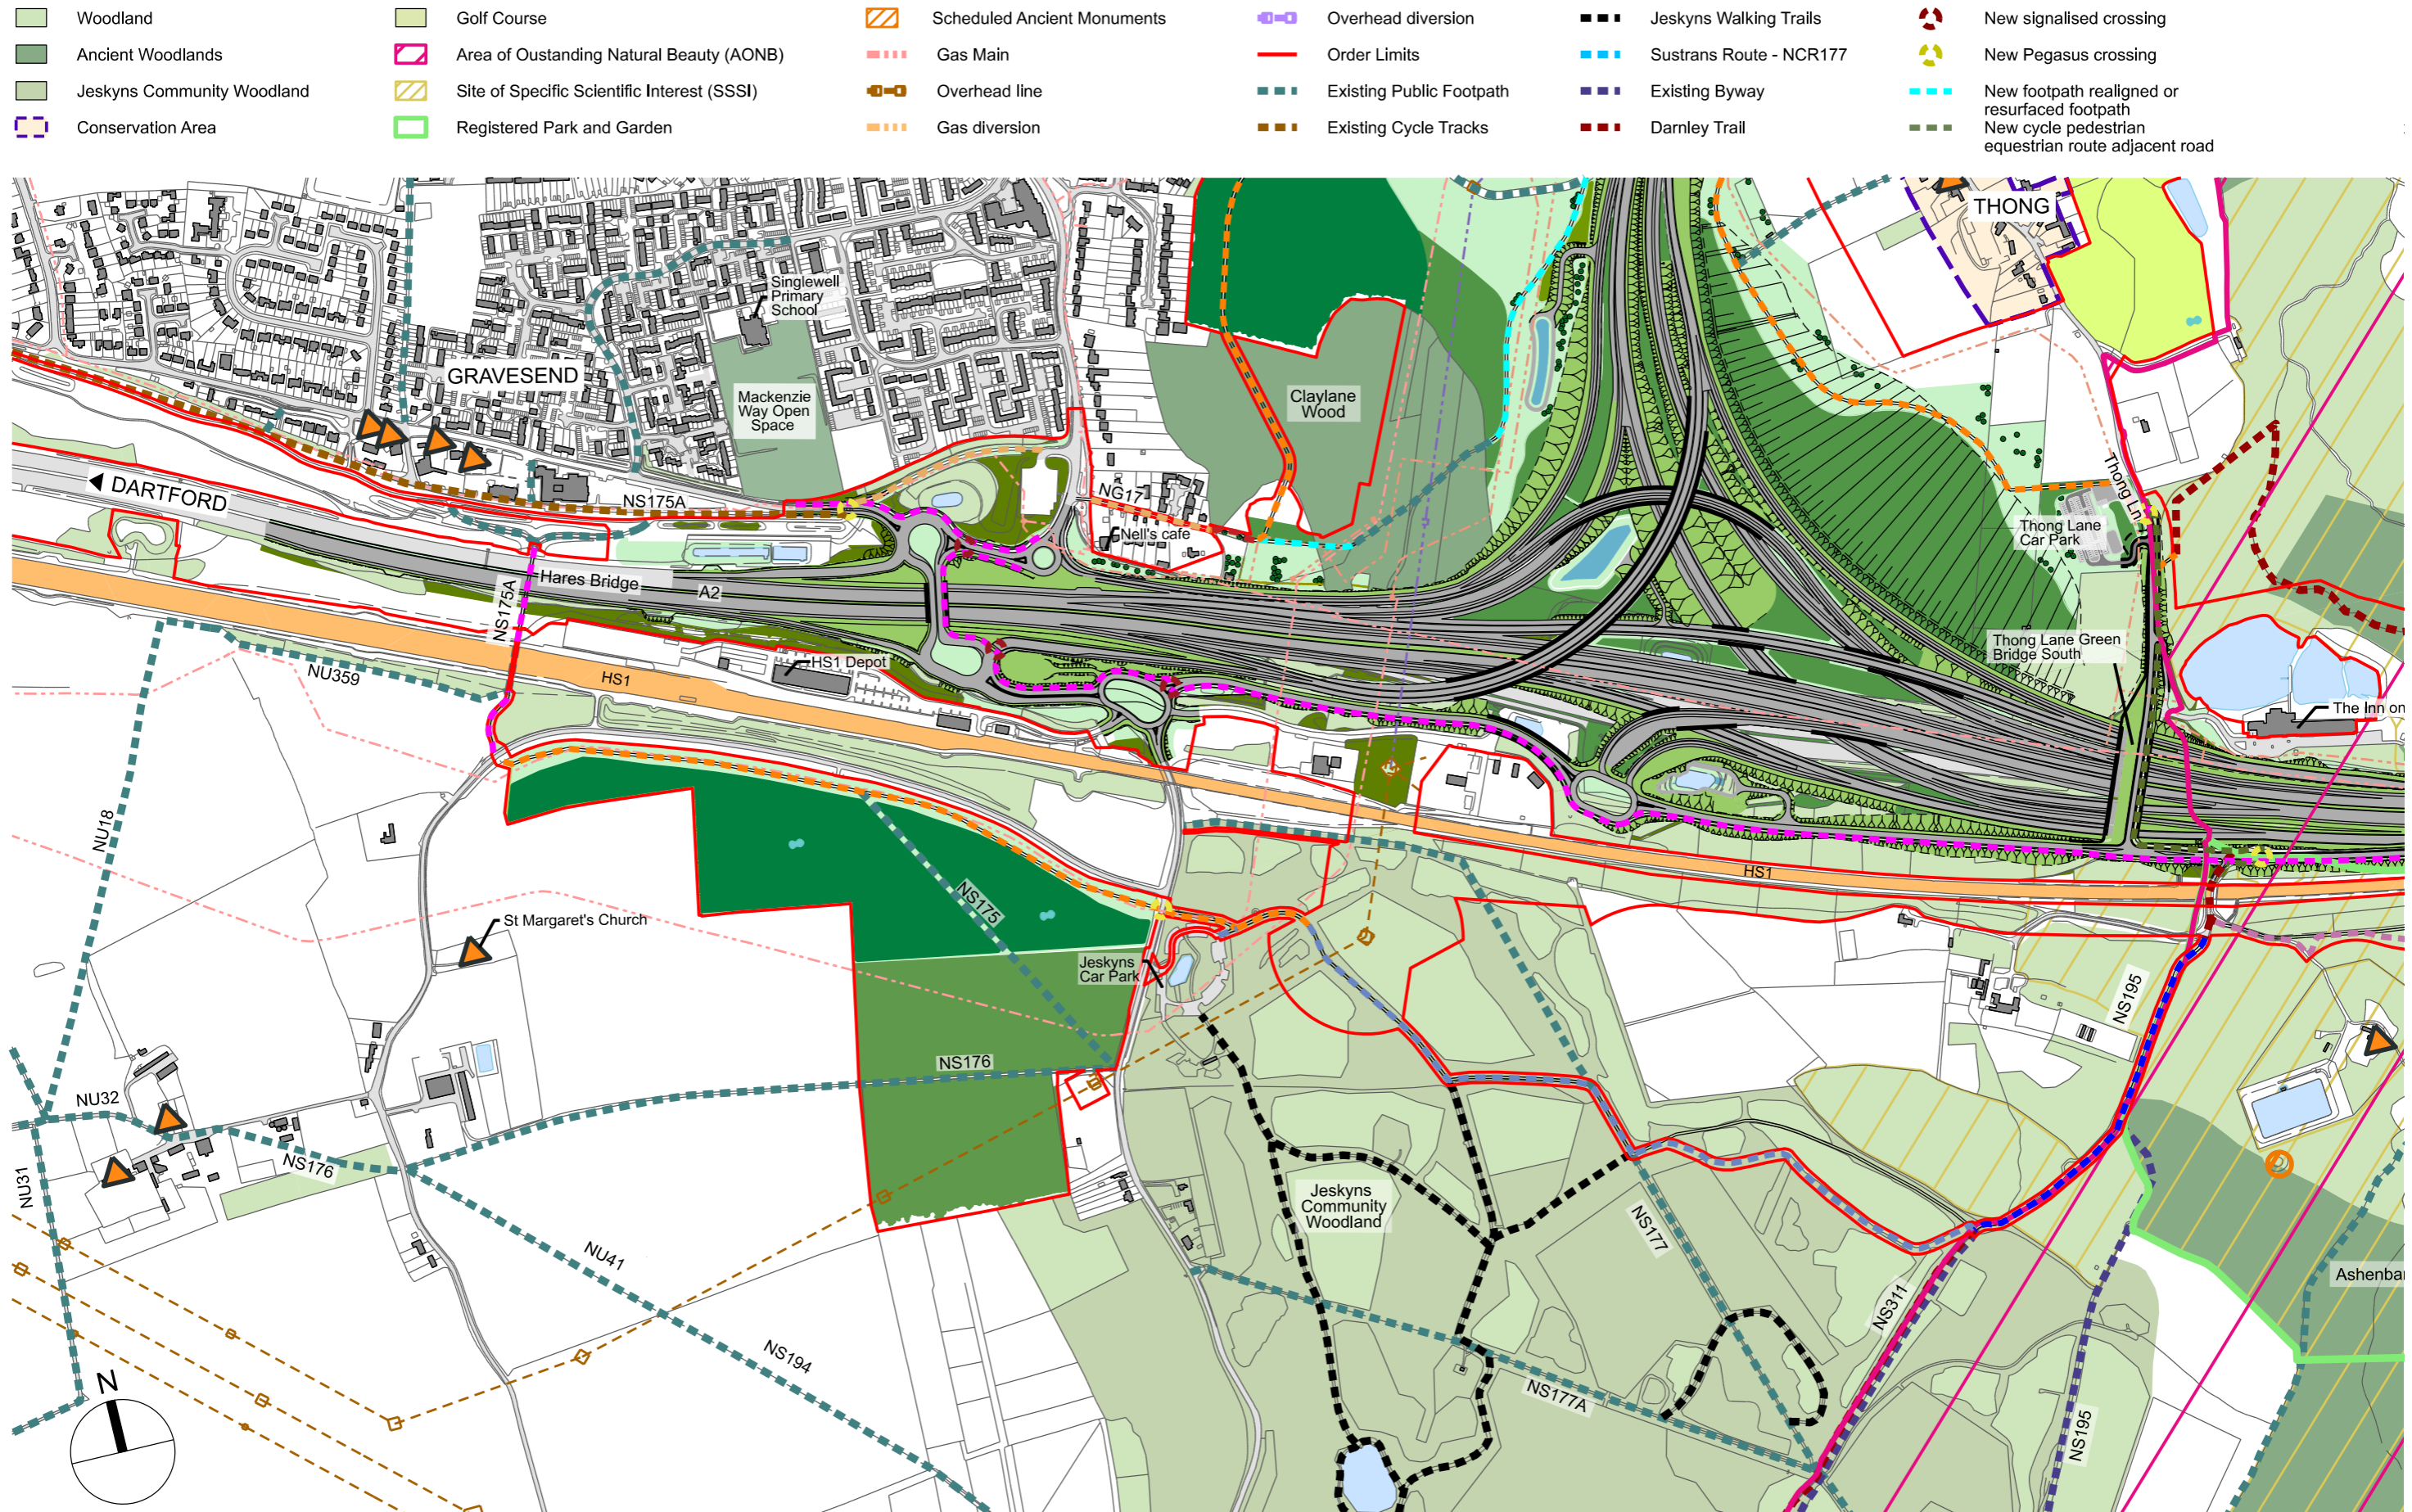 Woodland
Ancient Woodlands
Jeskyns Community Woodland
Conservation Area
Golf Course
Area of Oustanding Natural Beauty (AONB)
Site of Specific Scientific Interest (SSSI)
Registered Park and Garden
Scheduled Ancient Monuments
Gas Main
Overhead line
Gas diversion
Overhead diversion
Order Limits
Existing Public Footpath
Existing Cycle Tracks
Jeskyns Walking Trails
Sustrans Route - NCR177
Existing Byway
Darnley Trail
New signalised crossing
New Pegasus crossing
New footpath realigned or
resurfaced footpath
New cycle pedestrian
equestrian route adjacent road
THONG
Singlewell
Primary
School
GRAVESEND
Mackenzie
Way Open
Space
Claylane
Wood
DARTFORD
NS175A
NG17
Nell's cafe
Thong Ln
Thong Lane
Car Park
Hares Bridge
A2
NS175A
Thong Lane Green
Bridge South
HS1 Depot
NU359
HS1
The Inn on
NU18
HS1
NS175
St Margaret's Church
Jeskyns
Car Park
NS195
NS176
NU32
NS176
NU31
Jeskyns
Community
Woodland
NS177
NU41
Ashenba
NS311
NS194
NS177A
N
NS195